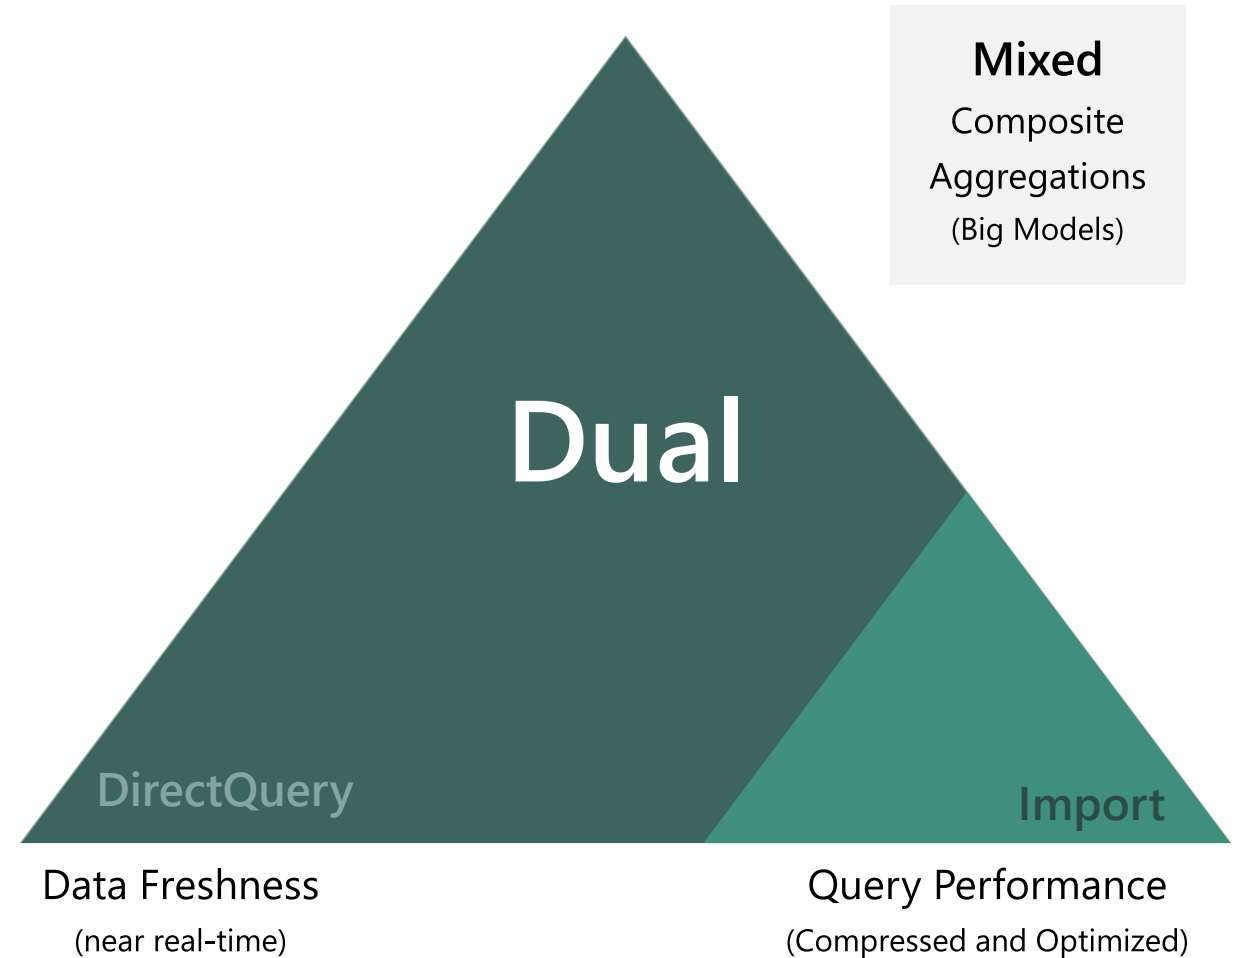 Mixed
Composite
Aggregations
(Big Models)
Dual
DirectQuery
Import
Data Freshness
(near real-time)
Query Performance
(Compressed and Optimized)